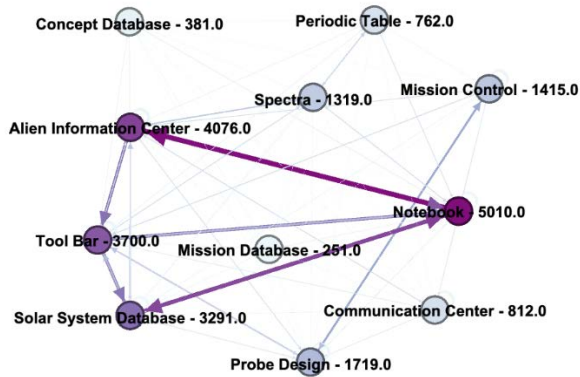 Concept Database - 381.0
Periodic Table - 762.0
Spectra - 1319.0
Mission Control - 1415.0
Alien Information Center - 4076.0
Notebook - 5010.0
Tool Bar - 3700.0
Mission Database - 251.0
Solar System Database - 3291.0
Communication Center - 812.0
Probe Design - 1719.0